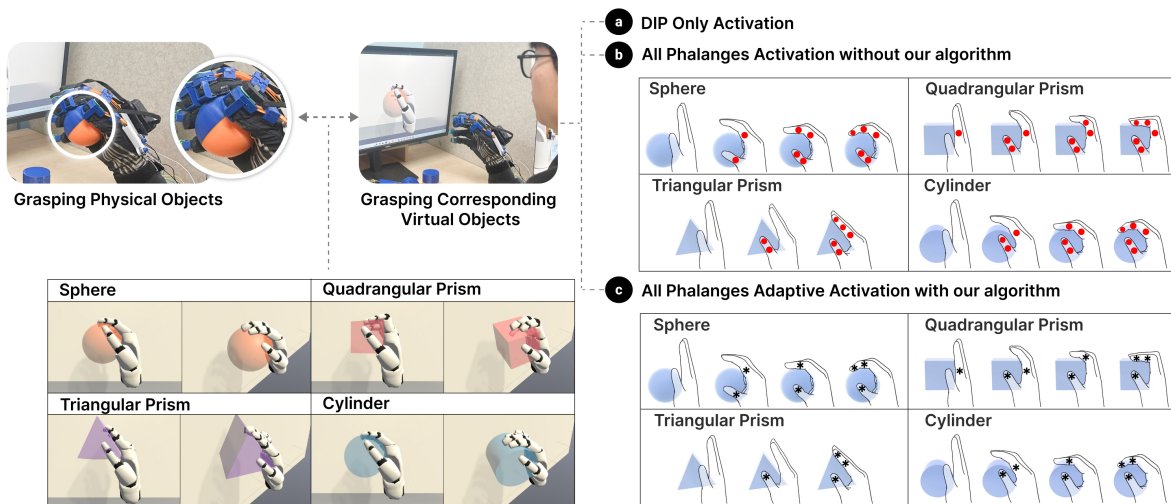 a DIP Only Activation
b All Phalanges Activation without our algorithm
Sphere
Quadrangular Prism
Triangular Prism
Cylinder
Grasping Physical Objects
Grasping Corresponding
Virtual Objects
c All Phalanges Adaptive Activation with our algorithm
Sphere
Quadrangular Prism
Triangular Prism
Cylinder
Sphere
Quadrangular Prism
Triangular Prism
Cylinder